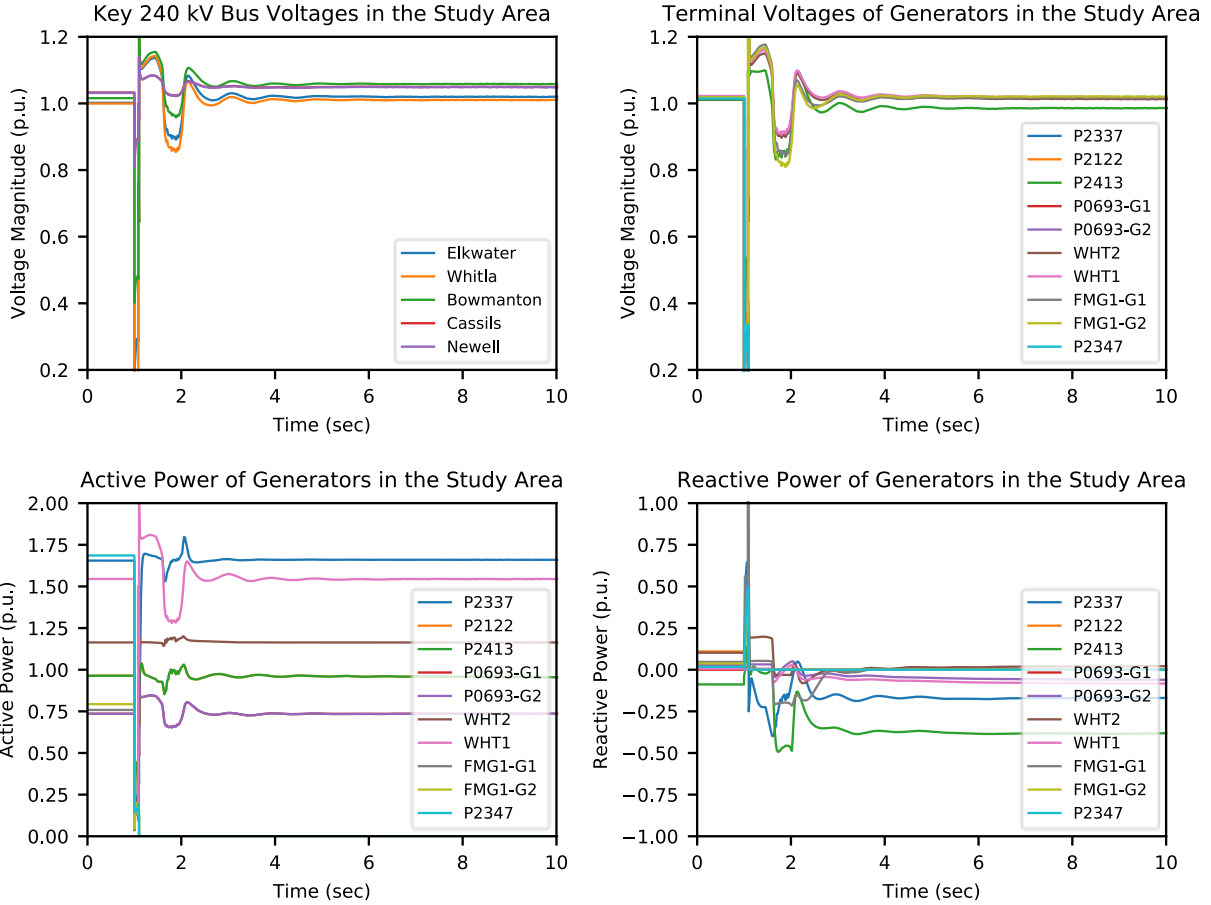 Key 240 kV Bus Voltages in the Study Area
Voltage Magnitude (p.u.)
1.2
1.0
0.8
0.6
0.4
0.2
Elkwater
Whitla
Bowmanton
Cassils
Newell
0 2 4 6 8 10
Time (sec)
Terminal Voltages of Generators in the Study Area
Voltage Magnitude (p.u.)
1.2
1.0
0.8
0.6
0.4
0.2
P2337
P2122
P2413
P0693-G1
P0693-G2
WHT2
WHT1
FMG1-G1
FMG1-G2
P2347
0 2 4 6 8 10
Time (sec)
Active Power of Generators in the Study Area
Active Power (p.u.)
2.00
1.75
1.50
1.25
1.00
0.75
0.50
0.25
0.00
P2337
P2122
P2413
P0693-G1
P0693-G2
WHT2
WHT1
FMG1-G1
FMG1-G2
P2347
0 2 4 6 8 10
Time (sec)
Reactive Power of Generators in the Study Area
Reactive Power (p.u.)
1.00
0.75
0.50
0.25
0.00
−0.25
−0.50
−0.75
−1.00
P2337
P2122
P2413
P0693-G1
P0693-G2
WHT2
WHT1
FMG1-G1
FMG1-G2
P2347
0 2 4 6 8 10
Time (sec)